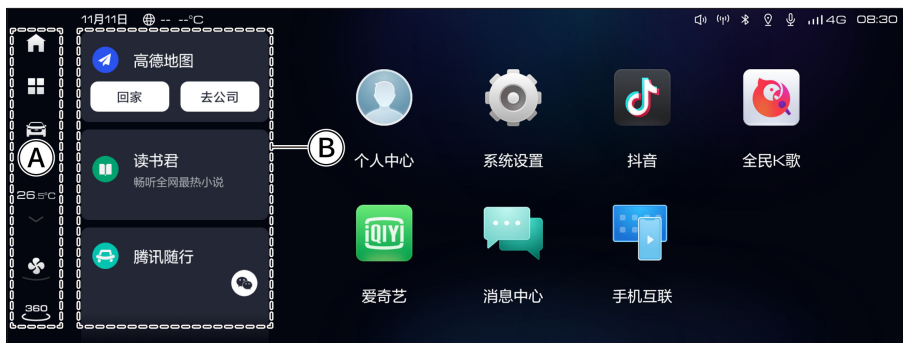 11月11日 -- --°C
4G 08:30
高德地图
回家 去公司
A
B
读书君
畅听全网最热小说
26.5°C
腾讯随行
360
个人中心 系统设置 抖音 全民K歌
iQIYI
爱奇艺 消息中心 手机互联